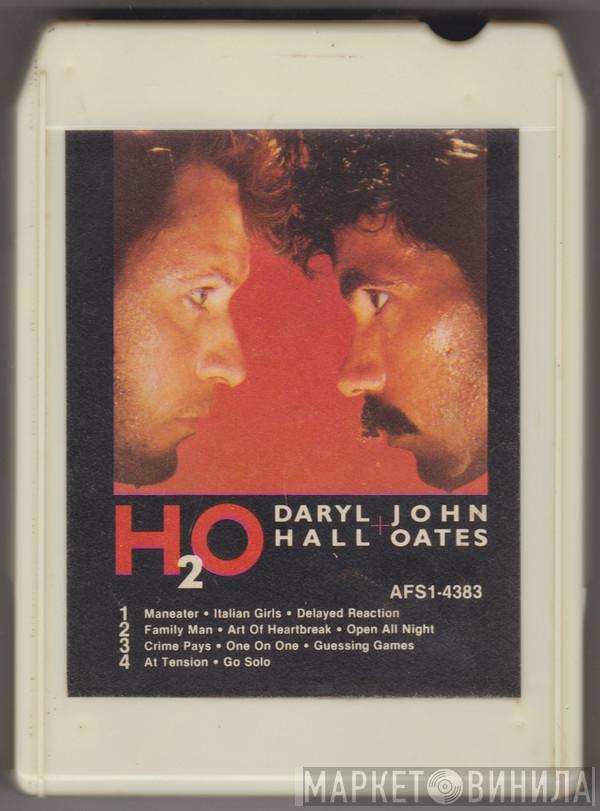 H2O
DARYL HALL + JOHN OATES
AFS1-4383
1 Maneater • Italian Girls • Delayed Reaction
2 Family Man • Art Of Heartbreak • Open All Night
3 Crime Pays • One On One • Guessing Games
4 At Tension • Go Solo
МАРКЕТ ВИНИЛА